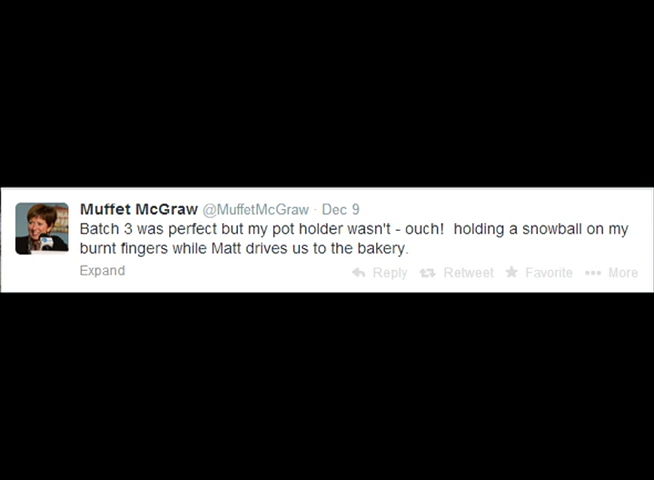 Muffet McGraw @MuffetMcGraw · Dec 9
Batch 3 was perfect but my pot holder wasn't - ouch!  holding a snowball on my
burnt fingers while Matt drives us to the bakery.
Expand Reply Retweet Favorite More